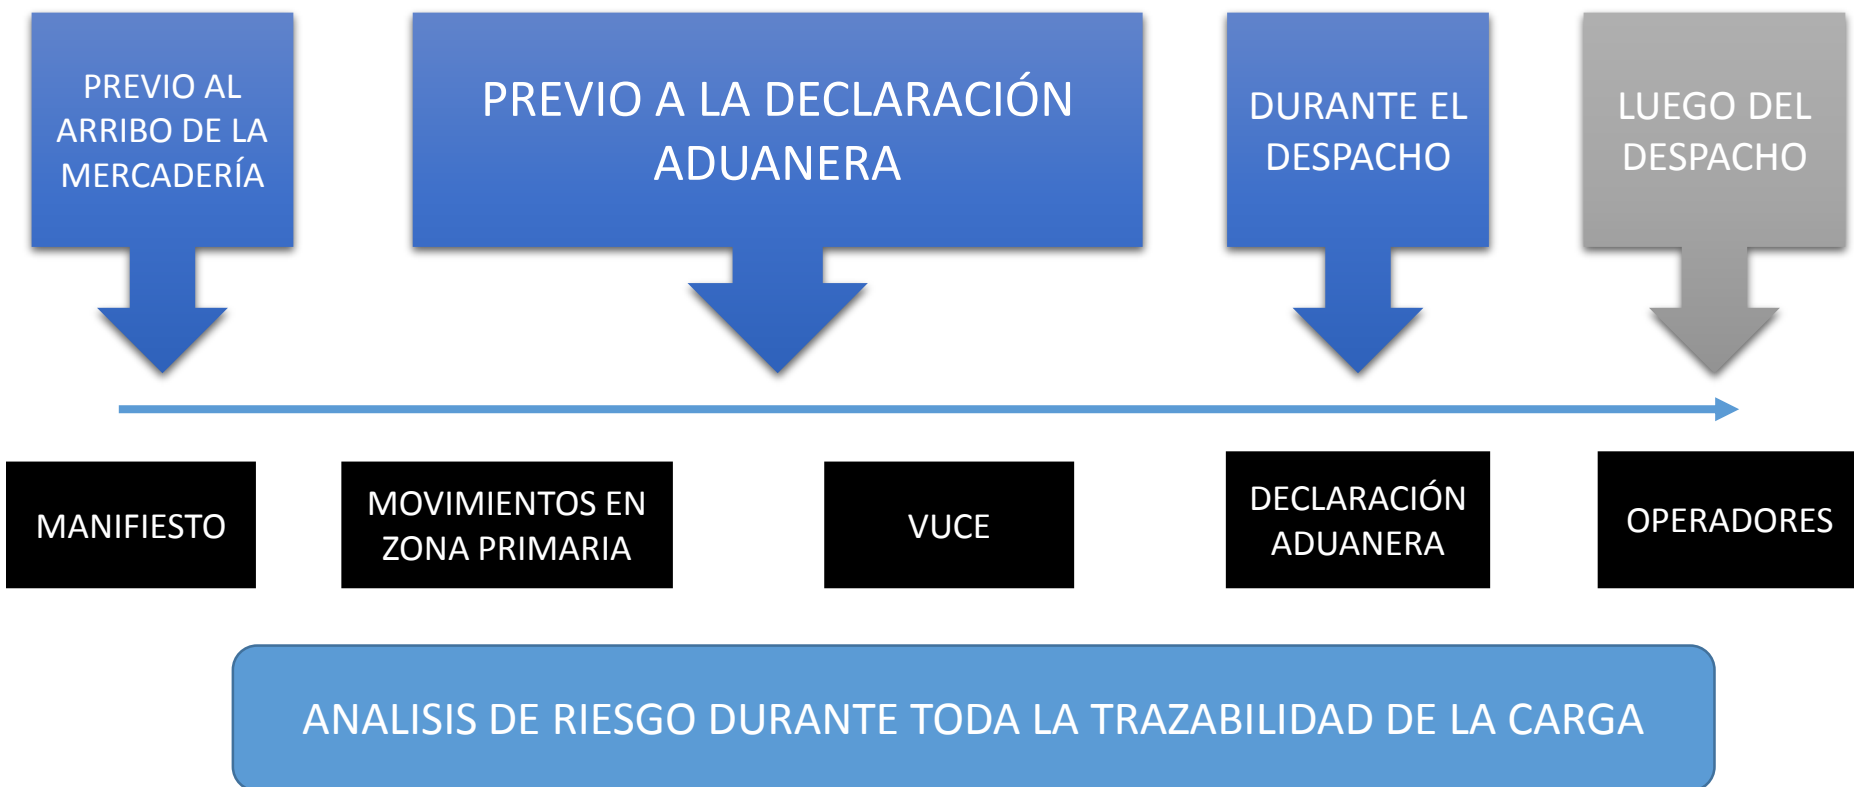 PREVIO AL
ARRIBO DE LA
MERCADERÍA
PREVIO A LA DECLARACIÓN
ADUANERA
DURANTE EL
DESPACHO
LUEGO DEL
DESPACHO
MANIFIESTO
MOVIMIENTOS EN
ZONA PRIMARIA
VUCE
DECLARACIÓN
ADUANERA
OPERADORES
ANALISIS DE RIESGO DURANTE TODA LA TRAZABILIDAD DE LA CARGA